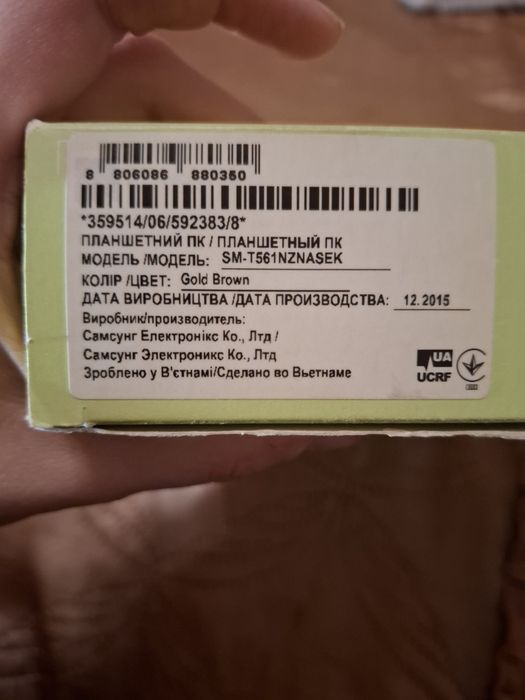 8 806086 880350
*359514/06/592383/8*
ПЛАНШЕТНИЙ ПК / ПЛАНШЕТНЫЙ ПК
МОДЕЛЬ /МОДЕЛЬ: SM-T561NZNASEK
КОЛІР /ЦВЕТ: Gold Brown
ДАТА ВИРОБНИЦТВА /ДАТА ПРОИЗВОДСТВА: 12.2015
Виробник/производитель:
Самсунг Електронікс Ко., Лтд /
Самсунг Электроникс Ко., Лтд
Зроблено у В'єтнамі/Сделано во Вьетнаме
UA
UCRF